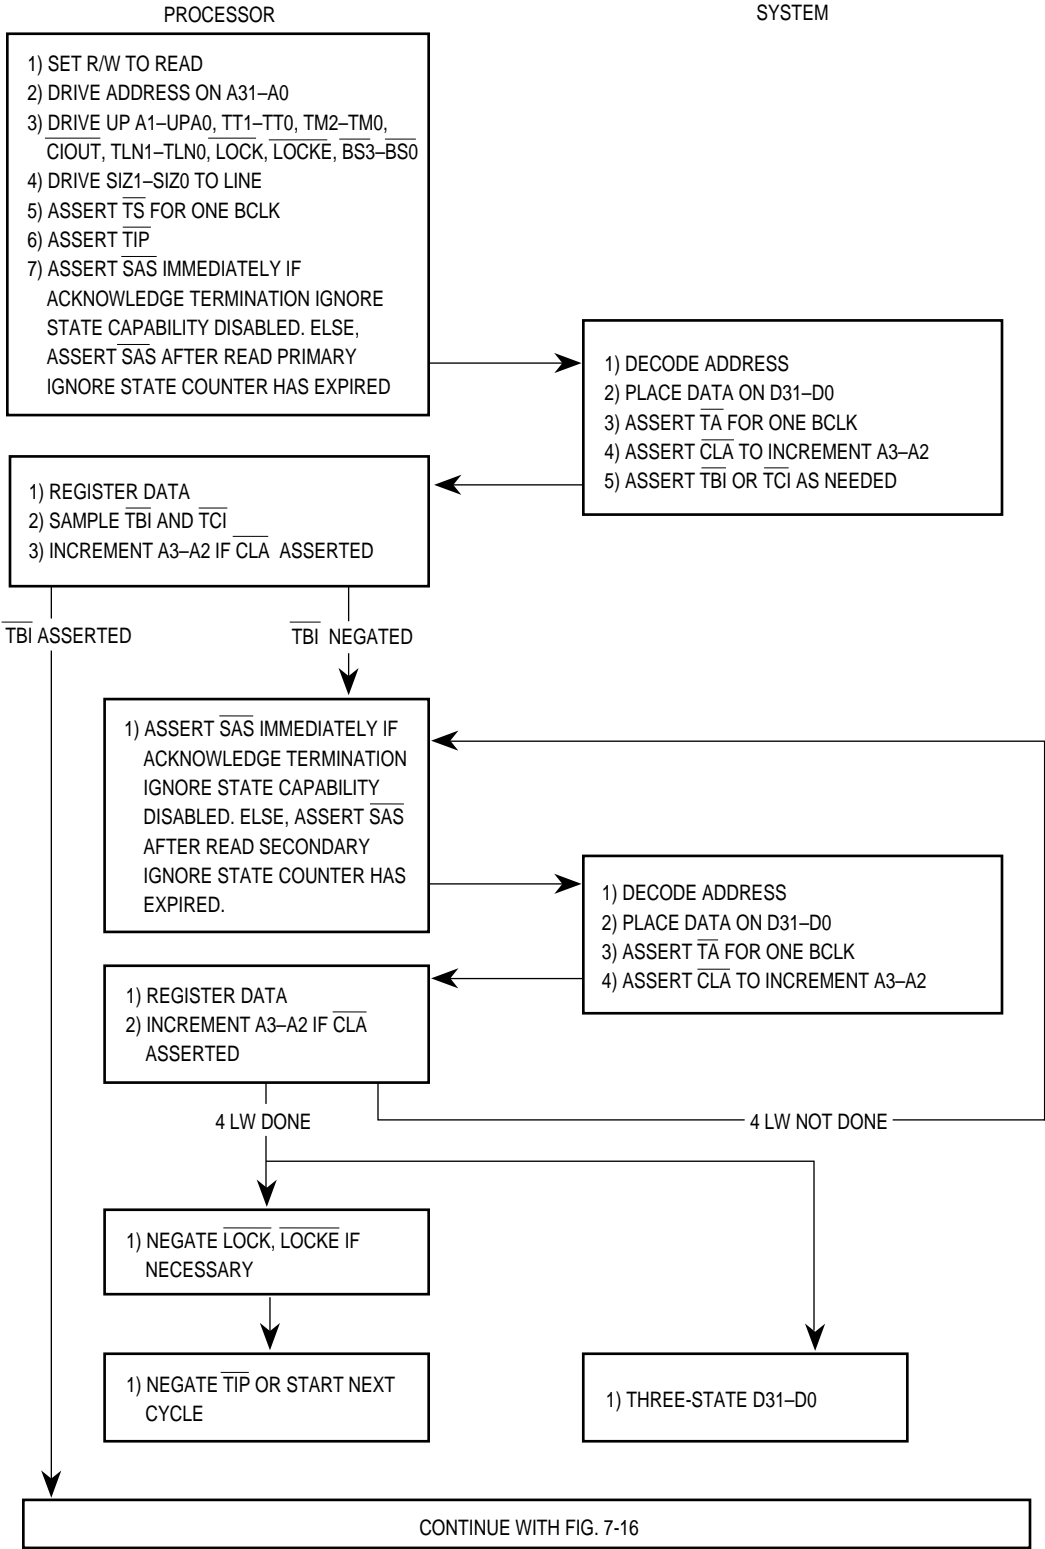 PROCESSOR
SYSTEM
1) SET R/W TO READ
2) DRIVE ADDRESS ON A31–A0
3) DRIVE UP A1–UPA0, TT1–TT0, TM2–TM0,
CIOUT, TLN1–TLN0, LOCK, LOCKE, BS3–BS0
4) DRIVE SIZ1–SIZ0 TO LINE
5) ASSERT TS FOR ONE BCLK
6) ASSERT TIP
7) ASSERT SAS IMMEDIATELY IF
ACKNOWLEDGE TERMINATION IGNORE
STATE CAPABILITY DISABLED. ELSE,
ASSERT SAS AFTER READ PRIMARY
IGNORE STATE COUNTER HAS EXPIRED
1) DECODE ADDRESS
2) PLACE DATA ON D31–D0
3) ASSERT TA FOR ONE BCLK
4) ASSERT CLA TO INCREMENT A3–A2
5) ASSERT TBI OR TCI AS NEEDED
1) REGISTER DATA
2) SAMPLE TBI AND TCI
3) INCREMENT A3–A2 IF CLA ASSERTED
TBI ASSERTED
TBI NEGATED
1) ASSERT SAS IMMEDIATELY IF
ACKNOWLEDGE TERMINATION
IGNORE STATE CAPABILITY
DISABLED. ELSE, ASSERT SAS
AFTER READ SECONDARY
IGNORE STATE COUNTER HAS
EXPIRED.
1) DECODE ADDRESS
2) PLACE DATA ON D31–D0
3) ASSERT TA FOR ONE BCLK
4) ASSERT CLA TO INCREMENT A3–A2
1) REGISTER DATA
2) INCREMENT A3–A2 IF CLA
ASSERTED
4 LW DONE
4 LW NOT DONE
1) NEGATE LOCK, LOCKE IF
NECESSARY
1) NEGATE TIP OR START NEXT
CYCLE
1) THREE-STATE D31–D0
CONTINUE WITH FIG. 7-16